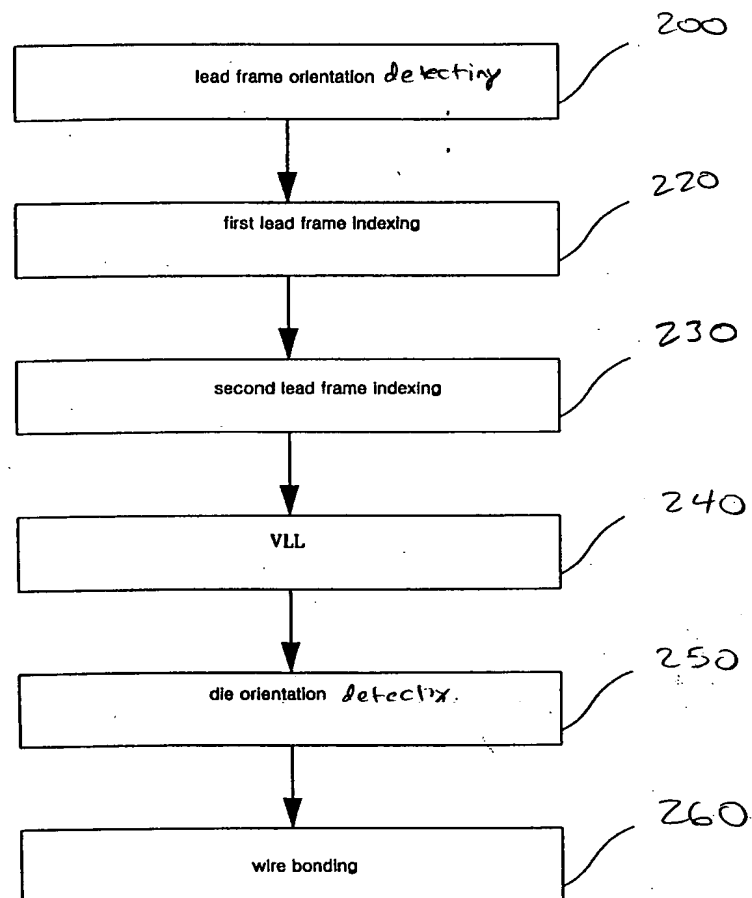 200
lead frame orientation detecting
220
first lead frame indexing
230
second lead frame indexing
240
VLL
250
die orientation
260
wire bonding